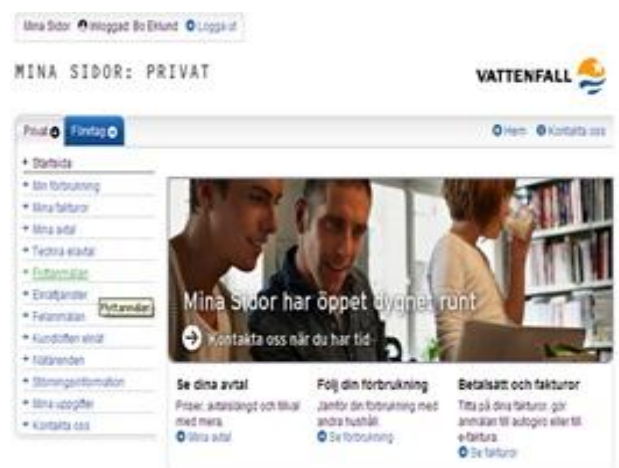 Mina Sidor Inloggad: Bo Eklund Logga ut
MINA SIDOR: PRIVAT
VATTENFALL
Privat Företag
Hem Kontakta oss
Startsida
Min förbrukning
Mina fakturor
Mina avtal
Teckna elavtal
Flyttanmälan
Eltjänster
Flyttanmälan
Felanmälan
Kundoffert elnät
Nätärenden
Störningsinformation
Mina uppgifter
Kontakta oss
Mina Sidor har öppet dygnet runt
Kontakta oss när du har tid
Se dina avtal
Priser, avtalslängd och tillval
med mera.
Mina avtal
Följ din förbrukning
Jämför din förbrukning med
andra hushåll.
Se förbrukning
Betalsätt och fakturor
Titta på dina fakturor, gör
anmälan till autogiro eller till
e-faktura.
Se fakturor